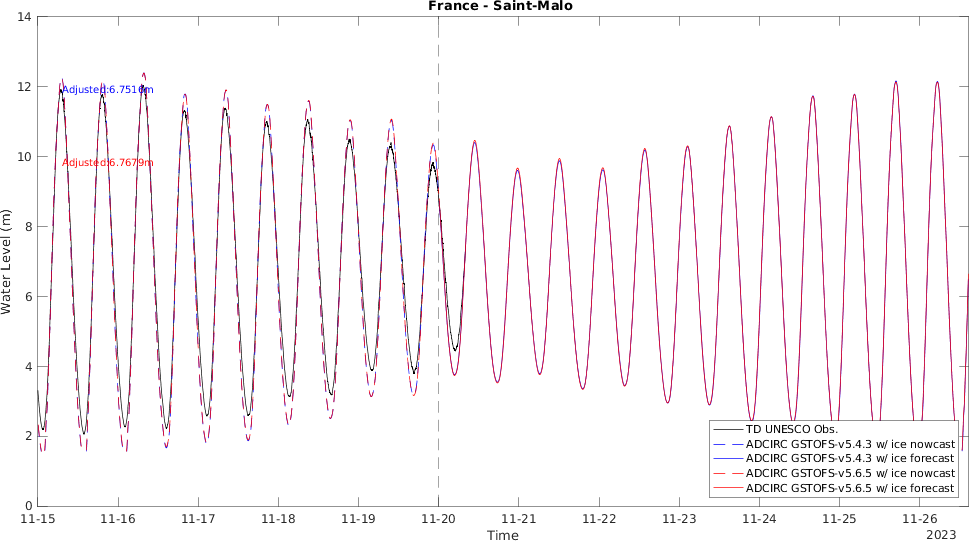 France - Saint-Malo
14
12
10
8
6
4
2
0
Water Level (m)
Adjusted:6.7516m
Adjusted:6.7679m
TD UNESCO Obs.
ADCIRC GSTOFS-v5.4.3 w/ ice nowcast
ADCIRC GSTOFS-v5.4.3 w/ ice forecast
ADCIRC GSTOFS-v5.6.5 w/ ice nowcast
ADCIRC GSTOFS-v5.6.5 w/ ice forecast
11-15 11-16 11-17 11-18 11-19 11-20 11-21 11-22 11-23 11-24 11-25 11-26
Time
2023